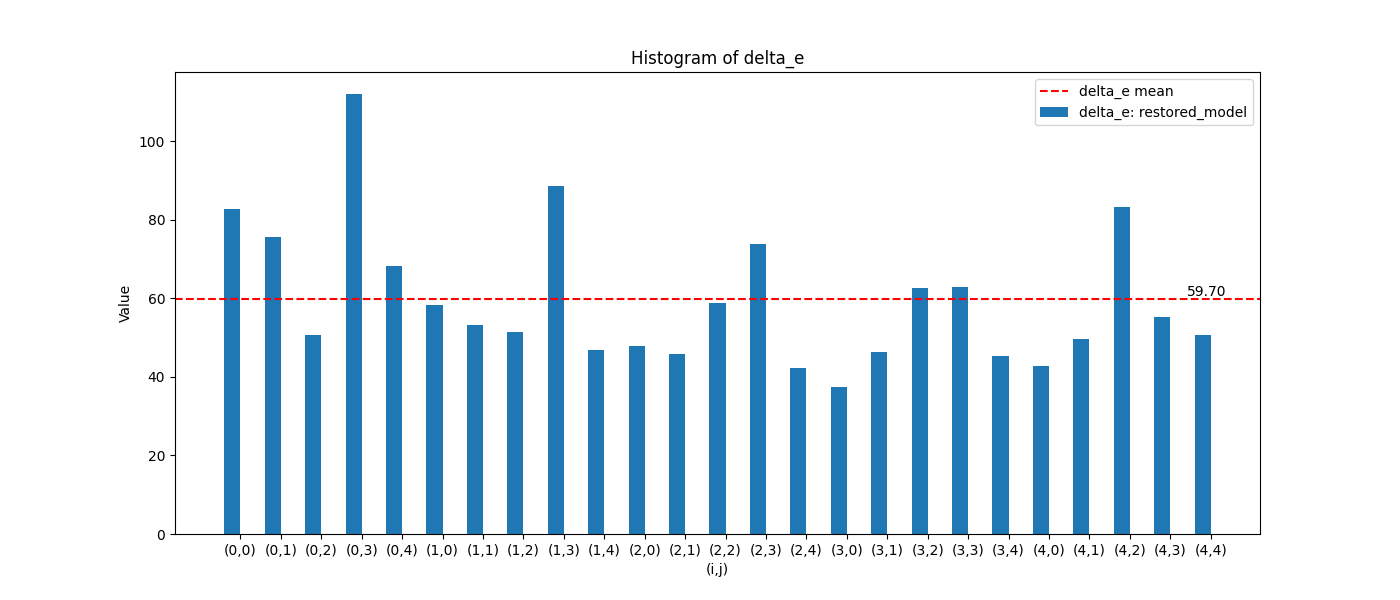 Histogram of delta_e
delta_e mean
delta_e: restored_model
100
80
60
40
20
0
Value
59.70
(0,0) (0,1) (0,2) (0,3) (0,4) (1,0) (1,1) (1,2) (1,3) (1,4) (2,0) (2,1) (2,2) (2,3) (2,4) (3,0) (3,1) (3,2) (3,3) (3,4) (4,0) (4,1) (4,2) (4,3) (4,4)
(i,j)